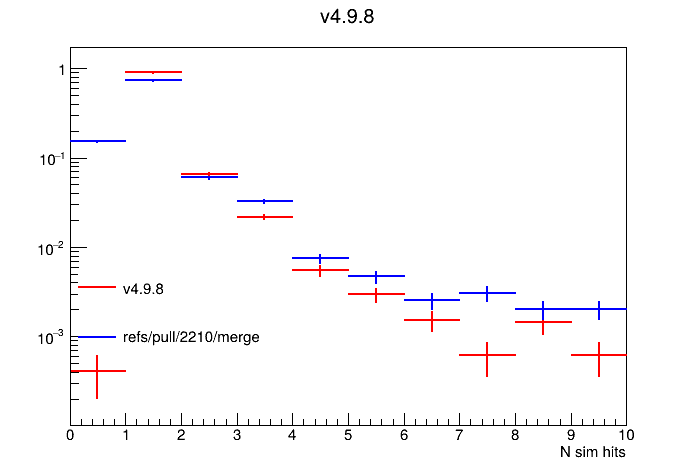 v4.9.8
1
10⁻¹
10⁻²
10⁻³
v4.9.8
refs/pull/2210/merge
0 1 2 3 4 5 6 7 8 9 10
N sim hits